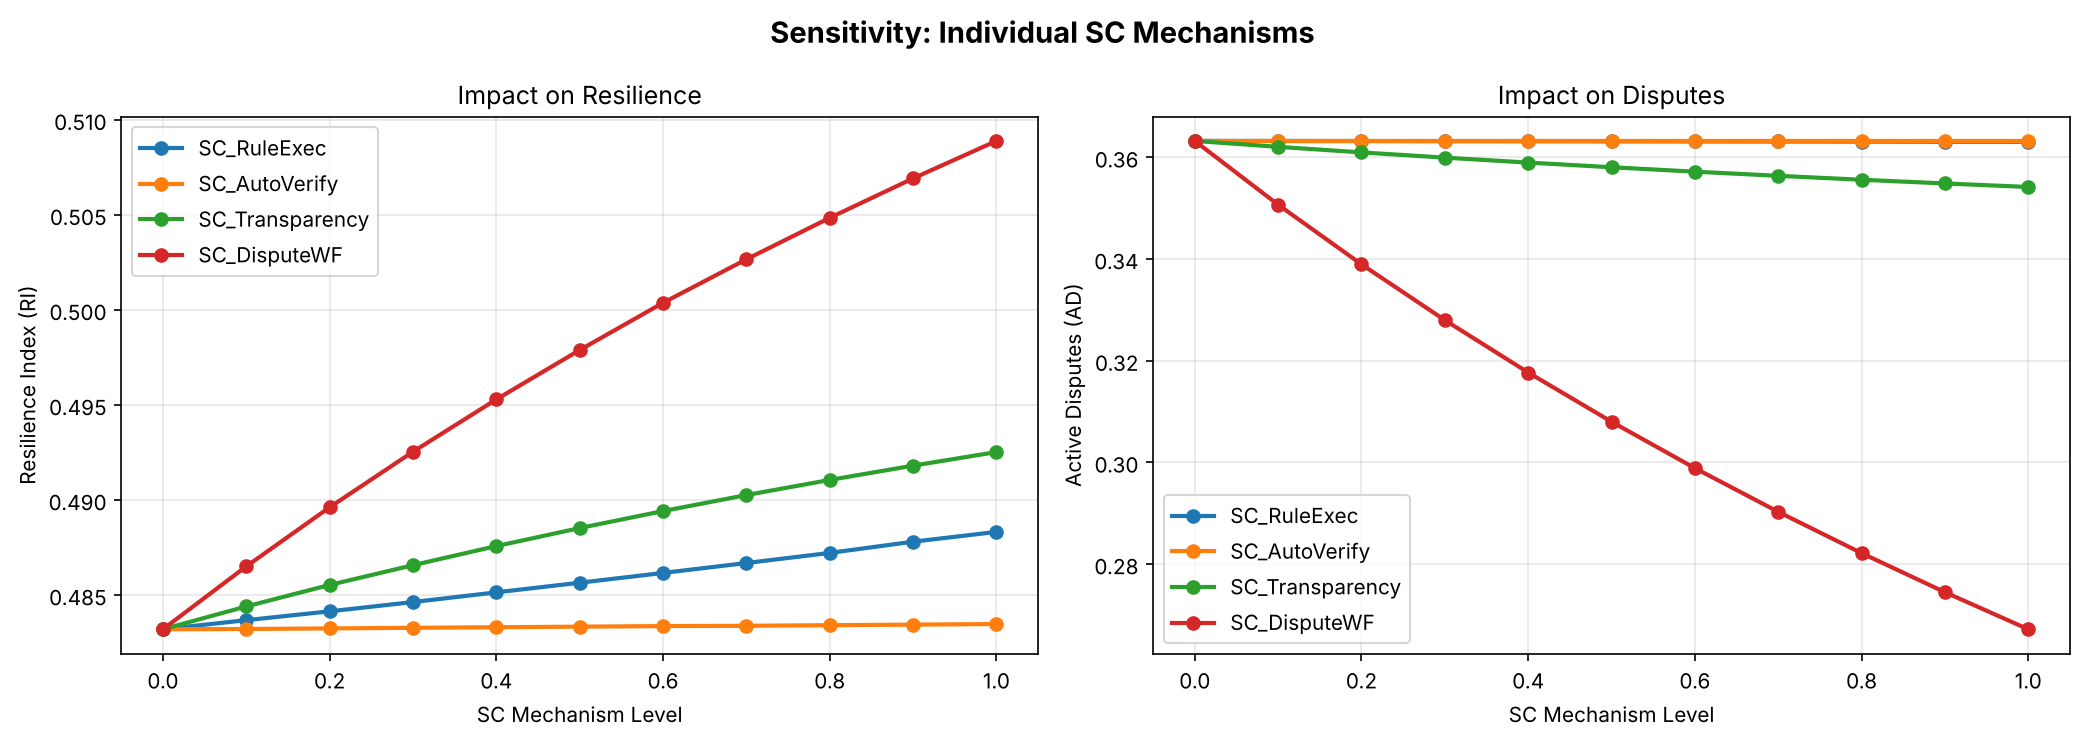 Sensitivity: Individual SC Mechanisms
Impact on Resilience
0.510
0.505
0.500
0.495
0.490
0.485
Resilience Index (RI)
SC_RuleExec
SC_AutoVerify
SC_Transparency
SC_DisputeWF
0.0 0.2 0.4 0.6 0.8 1.0
SC Mechanism Level
Impact on Disputes
0.36
0.34
0.32
0.30
0.28
Active Disputes (AD)
SC_RuleExec
SC_AutoVerify
SC_Transparency
SC_DisputeWF
0.0 0.2 0.4 0.6 0.8 1.0
SC Mechanism Level